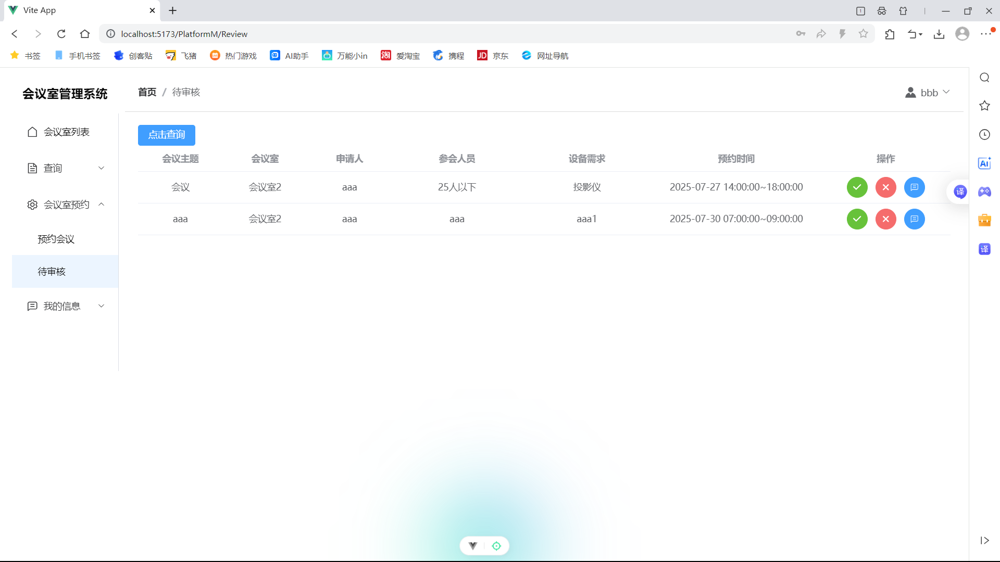 Vite App
1
localhost:5173/PlatformM/Review
书签 手机书签 创客贴 飞猪 热门游戏 AI助手 万能小in 淘 爱淘宝 携程 JD 京东 网址导航
会议室管理系统
首页 / 待审核
bbb
会议室列表
查询
会议室预约
预约会议
待审核
我的信息
点击查询
会议主题 会议室 申请人 参会人员 设备需求 预约时间 操作
会议 会议室2 aaa 25人以下 投影仪 2025-07-27 14:00:00~18:00:00
aaa 会议室2 aaa aaa aaa1 2025-07-30 07:00:00~09:00:00
AI
译
译